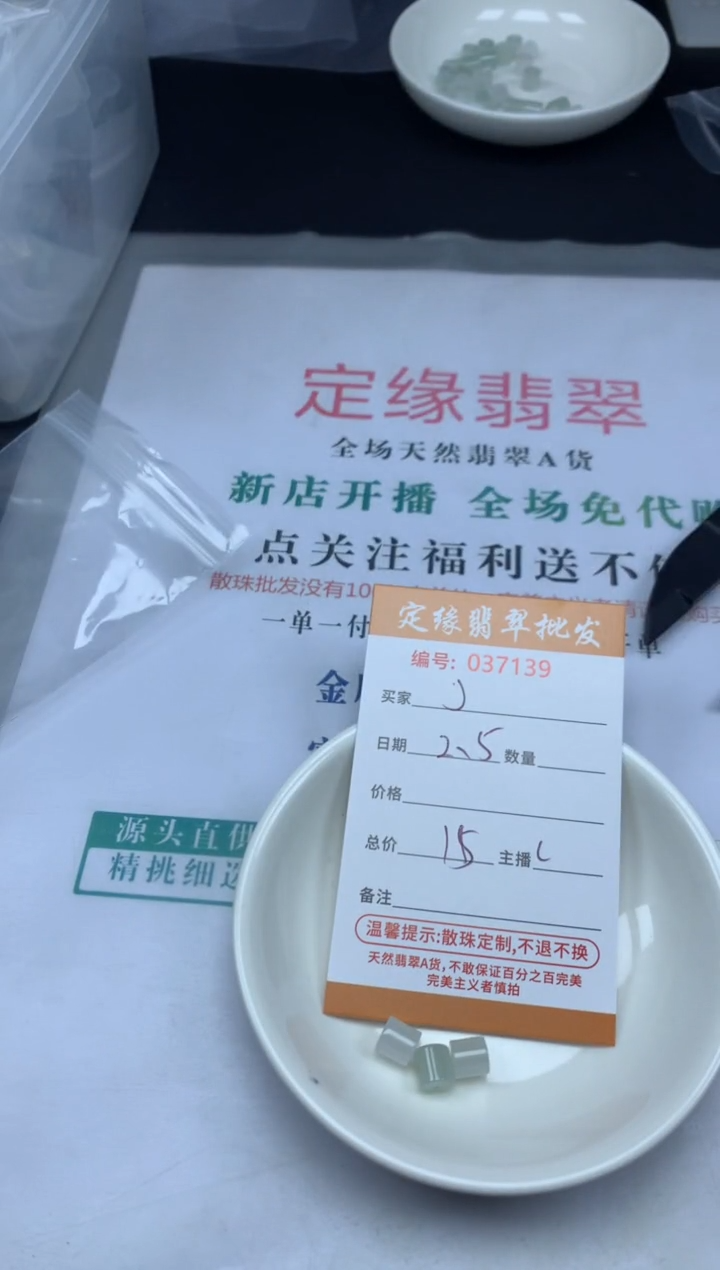 定缘翡翠
全场天然翡翠A货
新店开播 全场免代
点关注福利送不
散珠批发没有10
购
一单一付
单
金
源头直供
精挑细选
定缘翡翠批发
编号: 037139
买家
日期 2.5 数量
价格
总价 15 主播
备注
温馨提示:散珠定制,不退不换
天然翡翠A货,不敢保证百分之百完美
完美主义者慎拍